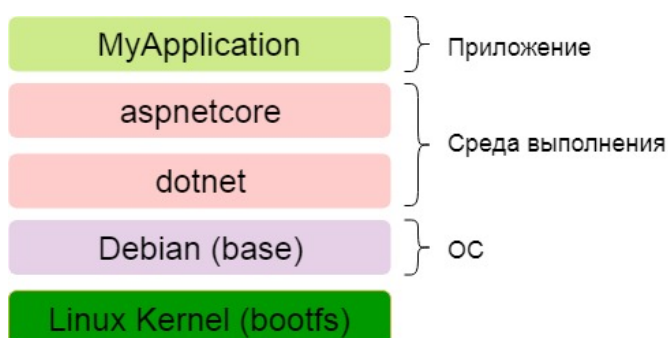 MyApplication
Приложение
aspnetcore
Среда выполнения
dotnet
Debian (base)
ОС
Linux Kernel (bootfs)